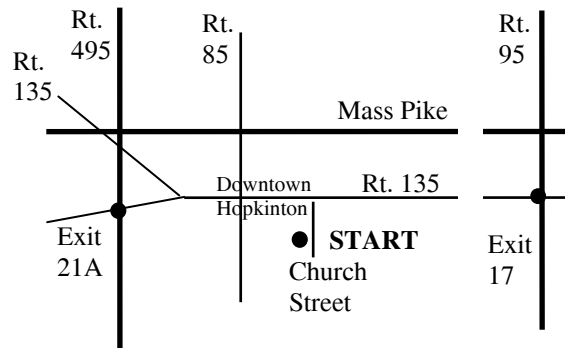 Rt.
495
Rt.
85
Rt.
95
Rt.
135
Mass Pike
Downtown
Hopkinton
Rt. 135
Exit
21A
START
Church
Street
Exit
17